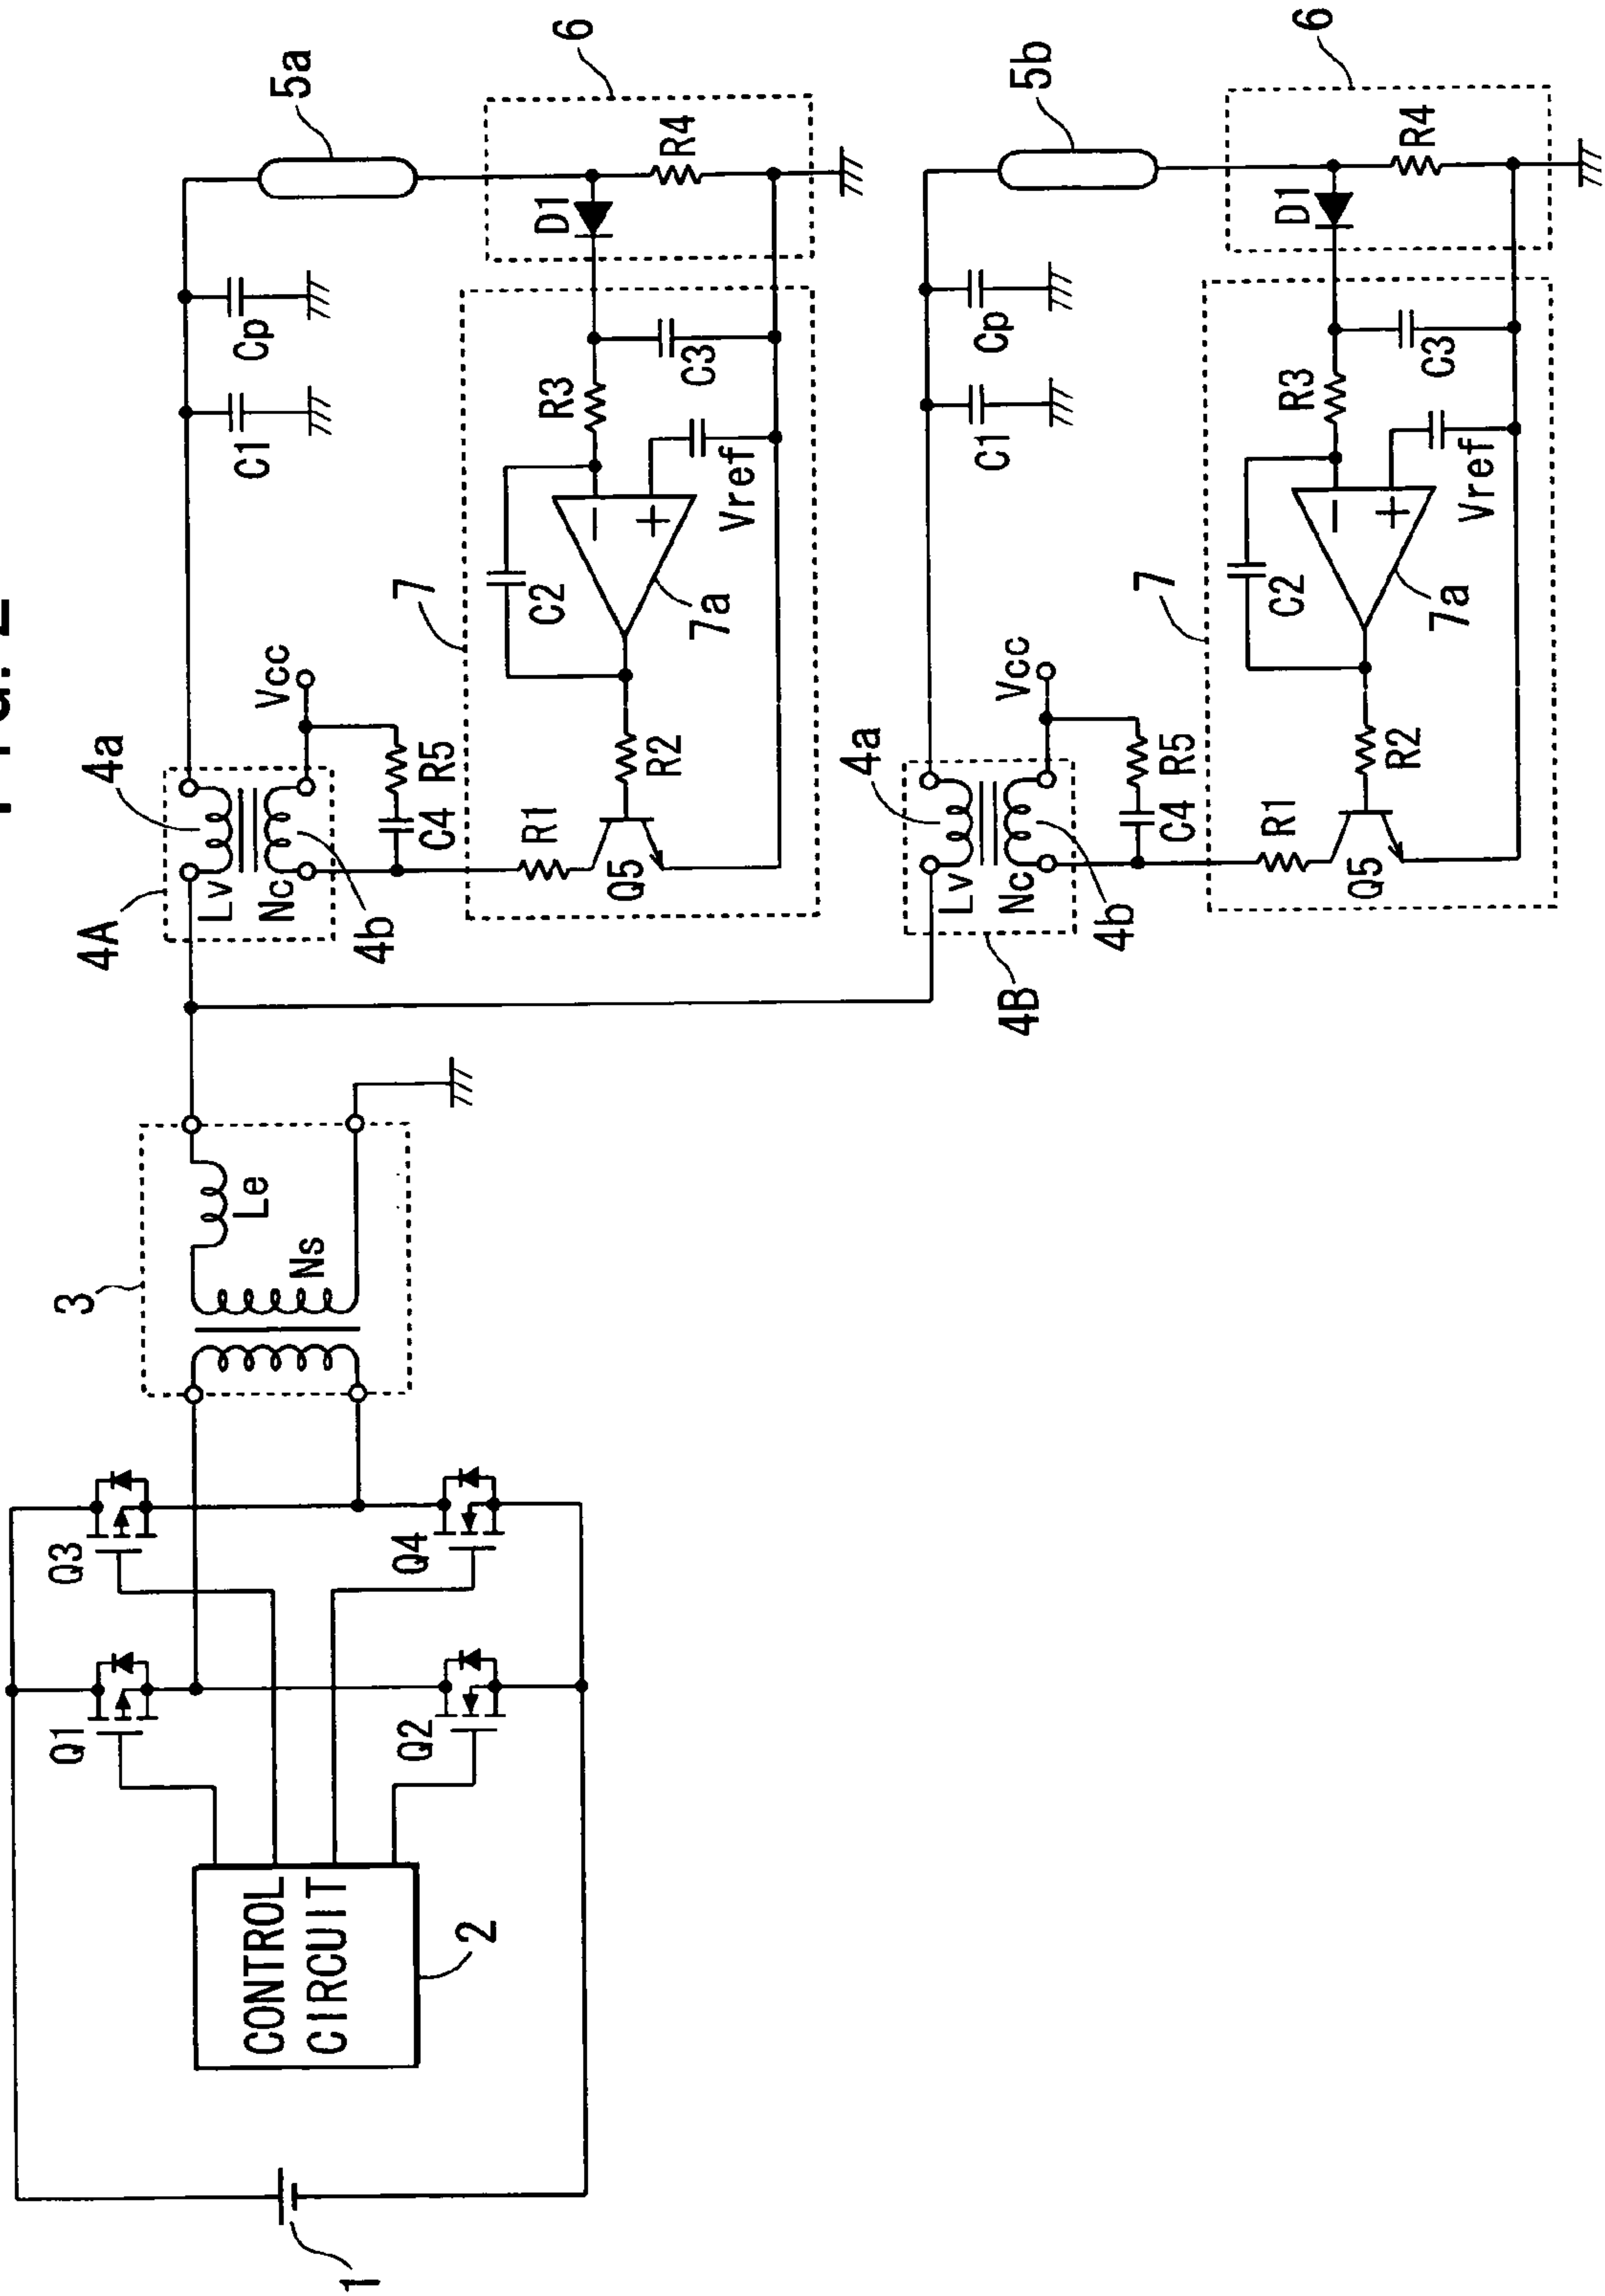 5a
6
R4
D1
Cp
C1
C3
R3
Vref
C2
7a
7
Vcc
4a
R5
C4
R1
R2
Q5
Lv
Nc
4A
4b
5b
6
R4
D1
Cp
C1
C3
R3
Vref
C2
7a
7
Vcc
4a
R5
C4
R1
R2
Q5
Lv
Nc
4B
4b
3
Le
Ns
Q3
Q4
Q1
Q2
CONTROL
CIRCUIT
2
1